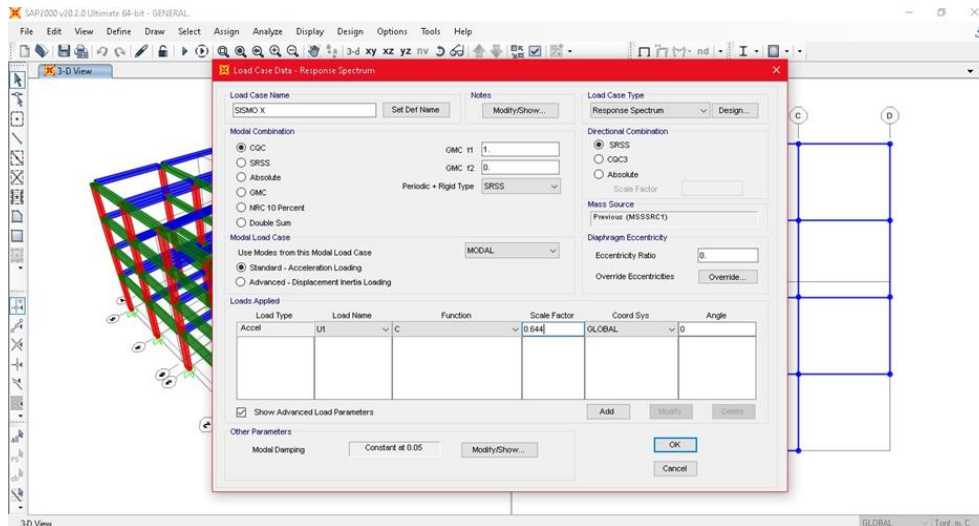 SAP2000 v20.2.0 Ultimate 64-bit - GENERAL
File Edit View Define Draw Select Assign Analyze Display Design Options Tools Help
3-d xy xz yz nv
nd
3-D View
Load Case Data - Response Spectrum
Load Case Name
SISMO X
Set Def Name
Notes
Modify/Show...
Load Case Type
Response Spectrum
Design...
Modal Combination
CQC
SRSS
Absolute
GMC
NRC 10 Percent
Double Sum
GMC f1 1.
GMC f2 0.
Periodic + Rigid Type SRSS
Directional Combination
SRSS
CQC3
Absolute
Scale Factor
Mass Source
Previous (MSSSRC1)
Modal Load Case
Use Modes from this Modal Load Case MODAL
Standard - Acceleration Loading
Advanced - Displacement Inertia Loading
Diaphragm Eccentricity
Eccentricity Ratio 0.
Override Eccentricities Override...
Loads Applied
Load Type Load Name Function Scale Factor Coord Sys Angle
Accel U1 C 0.644 GLOBAL 0
Show Advanced Load Parameters
Add Modify Delete
Other Parameters
Modal Damping Constant at 0.05 Modify/Show...
OK
Cancel
C D
3-D View
GLOBAL Tonf, m, C